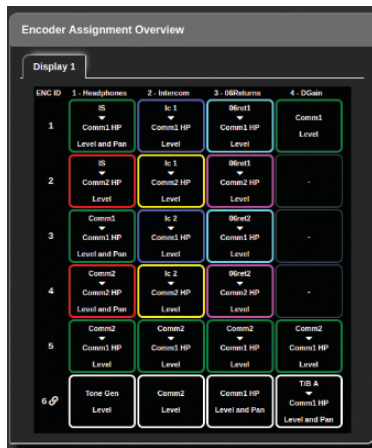 Encoder Assignment Overview
Display 1
ENC ID 1 - Headphones 2 - Intercom 3 - 06Returns 4 - DGain
1
IS
Comm1 HP
Level and Pan
Ic 1
Comm1 HP
Level
06ret1
Comm1 HP
Level
Comm1
Level
2
IS
Comm2 HP
Level
Ic 1
Comm2 HP
Level
06ret1
Comm2 HP
Level
-
3
Comm1
Comm1 HP
Level
Ic 2
Comm1 HP
Level
06ret2
Comm1 HP
Level
-
4
Comm2
Comm2 HP
Level and Pan
Ic 2
Comm2 HP
Level
06ret2
Comm2 HP
Level
-
5
Comm2
Comm1 HP
Level
Comm2
Comm1 HP
Level
Comm2
Comm1 HP
Level
Comm2
Comm1 HP
Level
6
Tone Gen
Level
Comm2
Level
Comm1 HP
Level and Pan
T/B A
Comm1 HP
Level and Pan